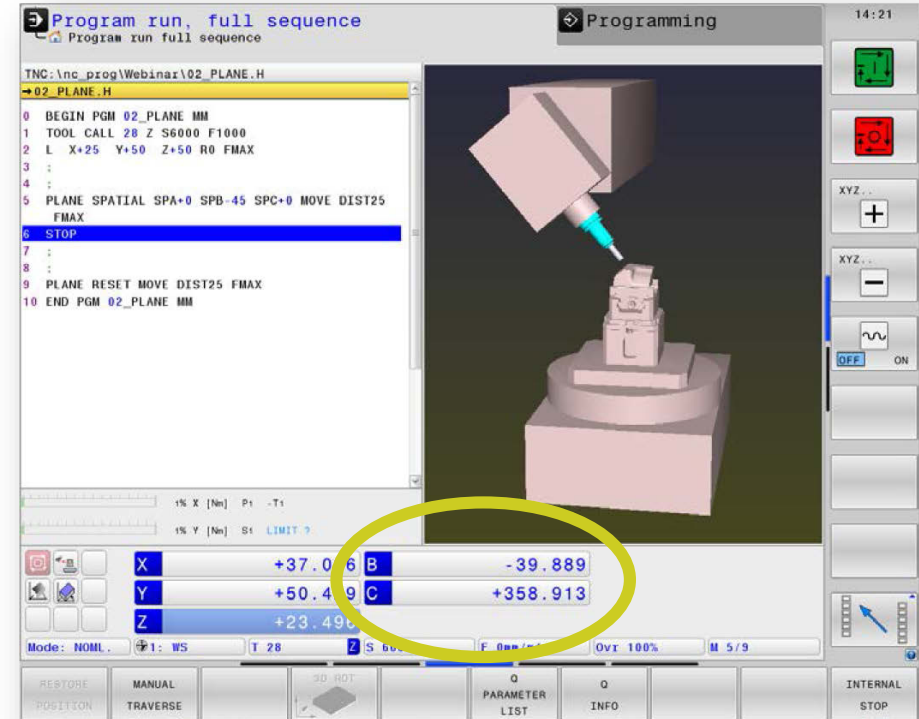 Program run, full sequence
Programming
14:21
Program run full sequence
TNC:\nc_prog\Webinar\02_PLANE.H
→02_PLANE.H
0 BEGIN PGM 02_PLANE MM
1 TOOL CALL 28 Z S6000 F1000
2 L X+25 Y+50 Z+50 R0 FMAX
3 ;
4 ;
5 PLANE SPATIAL SPA+0 SPB-45 SPC+0 MOVE DIST25
FMAX
6 STOP
7 ;
8 ;
9 PLANE RESET MOVE DIST25 FMAX
10 END PGM 02_PLANE MM
XYZ..
+
XYZ..
−
OFF ON
1% X [Nm] P1 -T1
1% Y [Nm] S1 LIMIT ?
X B -39.889
Y C +358.913
Z +23.496
Mode: NOML. 1: WS T 28 Z S Ovr 100% M 5/9
RESTORE
POSITION
MANUAL
TRAVERSE
3D ROT
Q
PARAMETER
LIST
Q
INFO
INTERNAL
STOP